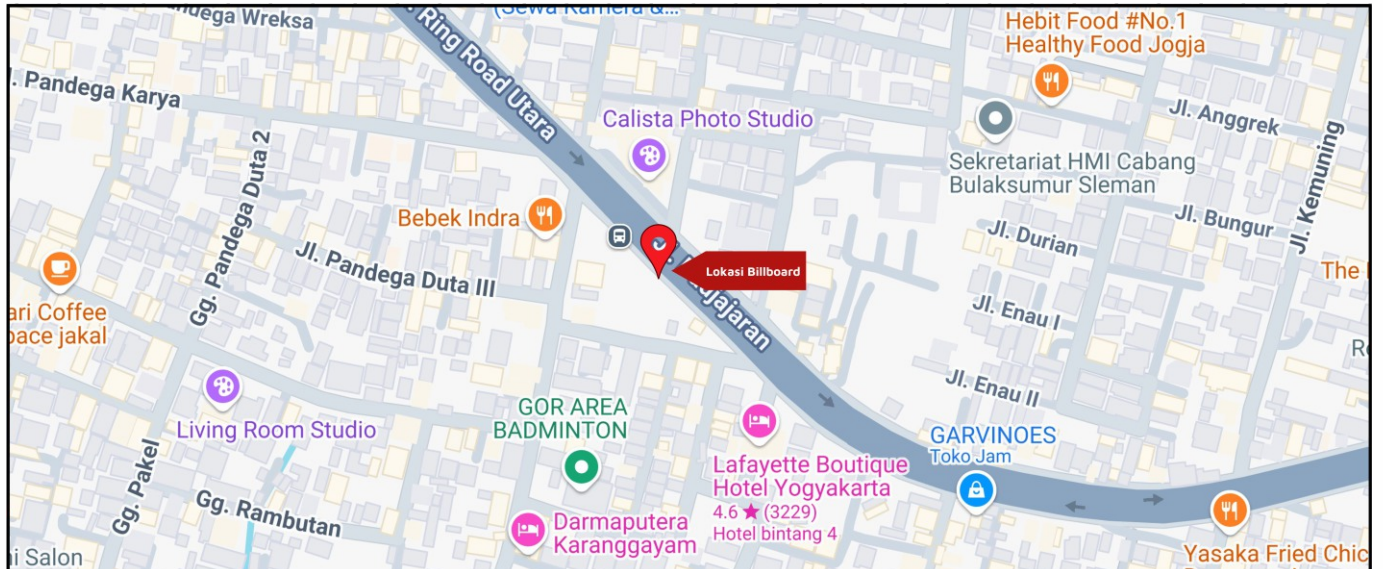 Pandega Wreksa
(Sewa Kamera &...
Ring Road Utara
Hebit Food #No.1
Healthy Food Jogja
Jl. Pandega Karya
Calista Photo Studio
Jl. Anggrek
Gg. Pandega Duta 2
Sekretariat HMI Cabang
Bulaksumur Sleman
Jl. Kemuning
Bebek Indra
Jl. Bungur
Jl. Durian
Jl. Pandega Duta III
Lokasi Billboard
The
ari Coffee
pace jakal
Jl. Enau I
Jl. Enau II
GOR AREA
BADMINTON
Living Room Studio
GARVINOES
Toko Jam
Lafayette Boutique
Hotel Yogyakarta
4.6 ★ (3229)
Hotel bintang 4
Gg. Pakel
Gg. Rambutan
Darmaputera
Karanggayam
Salon
Yasaka Fried Chic